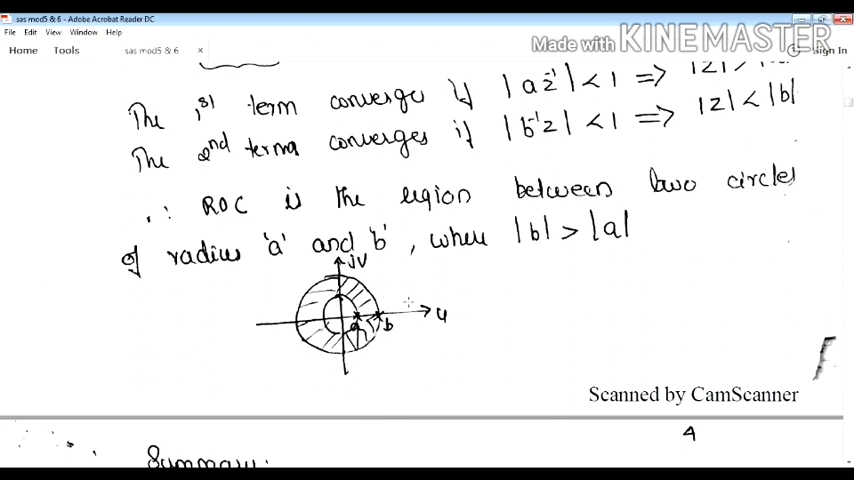 sas mod5 & 6 - Adobe Acrobat Reader DC
File Edit View Window Help
Home Tools sas mod5 & 6 Sign In
Made with KINEMASTER
The 1st term converges if |az⁻¹| < 1 => |z| >
The 2nd terms converges if |b⁻¹z| < 1 => |z| < |b|
∴ ROC is the region between two circles
of radius 'a' and 'b', when |b| > |a|
jv
a b u
Scanned by CamScanner
4
Summary: